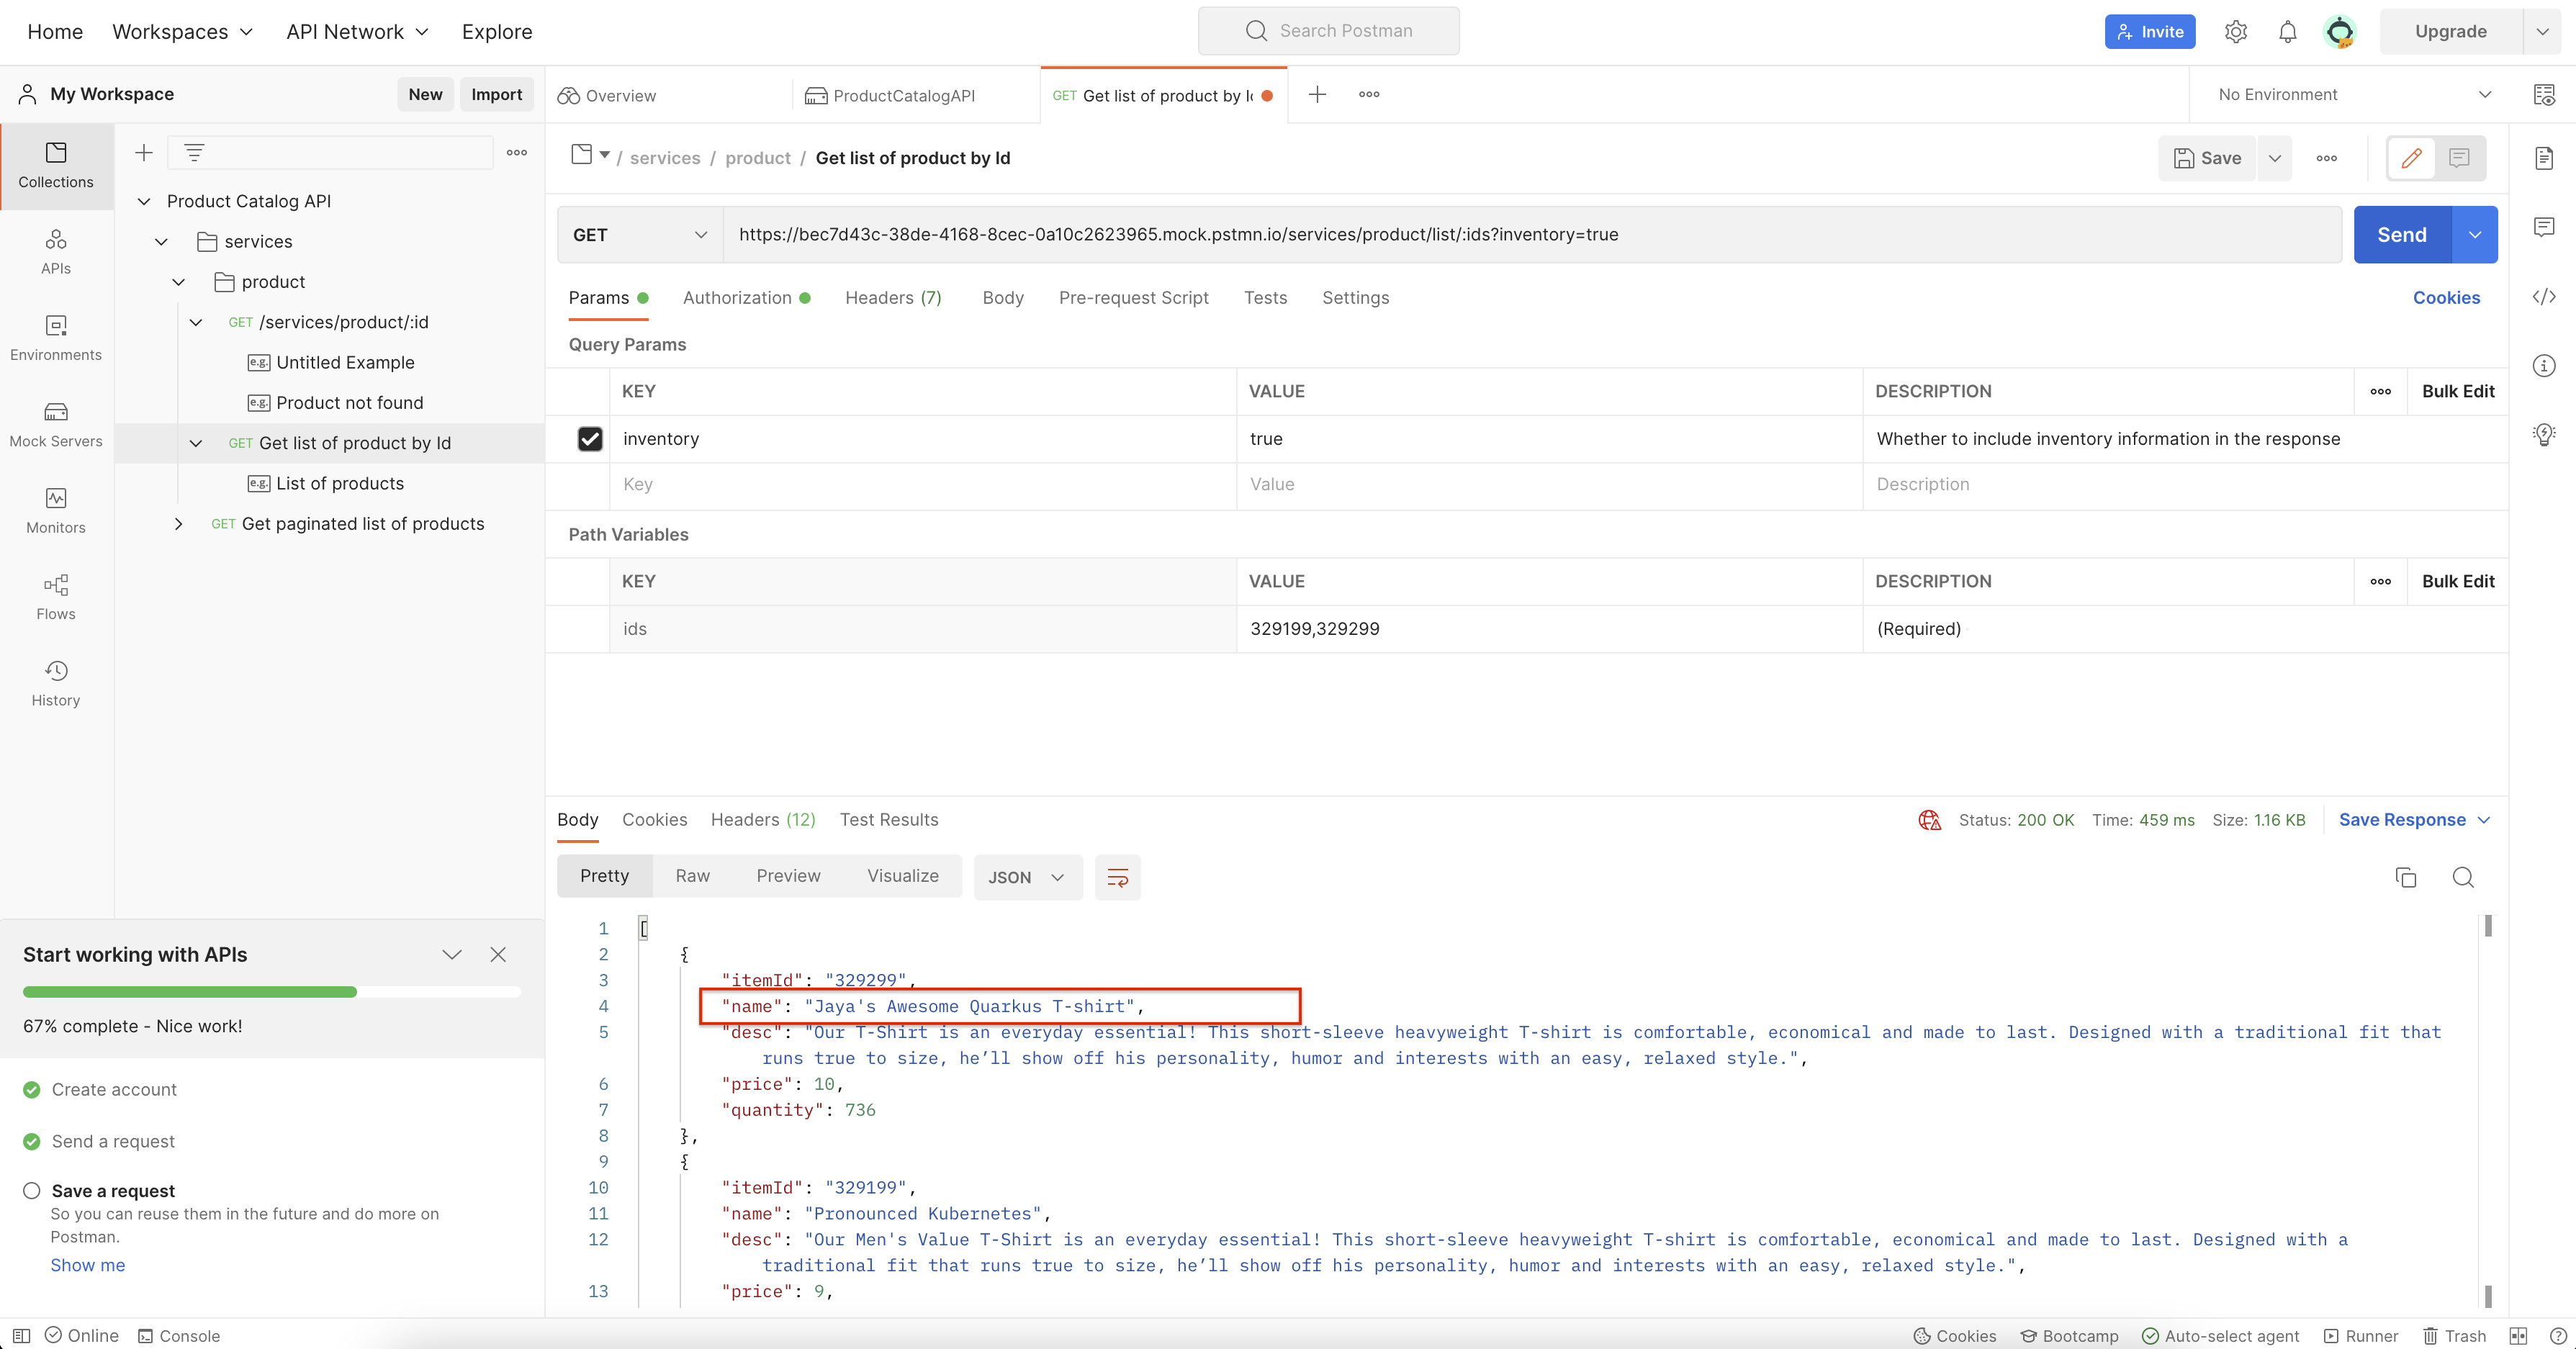 Home Workspaces API Network Explore Search Postman Invite Upgrade
My Workspace New Import Overview ProductCatalogAPI GET Get list of product by No Environment
Collections
APIs
Environments
Mock Servers
Monitors
Flows
History
Product Catalog API
services
product
GET /services/product/:id
e.g. Untitled Example
e.g. Product not found
GET Get list of product by Id
e.g. List of products
GET Get paginated list of products
/ services / product / Get list of product by Id Save
GET https://bec7d43c-38de-4168-8cec-0a10c2623965.mock.pstmn.io/services/product/list/:ids?inventory=true Send
Params Authorization Headers (7) Body Pre-request Script Tests Settings Cookies
Query Params
KEY VALUE DESCRIPTION Bulk Edit
inventory true Whether to include inventory information in the response
Key Value Description
Path Variables
KEY VALUE DESCRIPTION Bulk Edit
ids 329199,329299 (Required)
Body Cookies Headers (12) Test Results Status: 200 OK Time: 459 ms Size: 1.16 KB Save Response
Pretty Raw Preview Visualize JSON
1 [
2 {
3 "itemId": "329299",
4 "name": "Jaya's Awesome Quarkus T-shirt",
5 "desc": "Our T-Shirt is an everyday essential! This short-sleeve heavyweight T-shirt is comfortable, economical and made to last. Designed with a traditional fit that
runs true to size, he’ll show off his personality, humor and interests with an easy, relaxed style.",
6 "price": 10,
7 "quantity": 736
8 },
9 {
10 "itemId": "329199",
11 "name": "Pronounced Kubernetes",
12 "desc": "Our Men's Value T-Shirt is an everyday essential! This short-sleeve heavyweight T-shirt is comfortable, economical and made to last. Designed with a
traditional fit that runs true to size, he’ll show off his personality, humor and interests with an easy, relaxed style.",
13 "price": 9,
Start working with APIs
67% complete - Nice work!
Create account
Send a request
Save a request
So you can reuse them in the future and do more on
Postman.
Show me
Online Console Cookies Bootcamp Auto-select agent Runner Trash